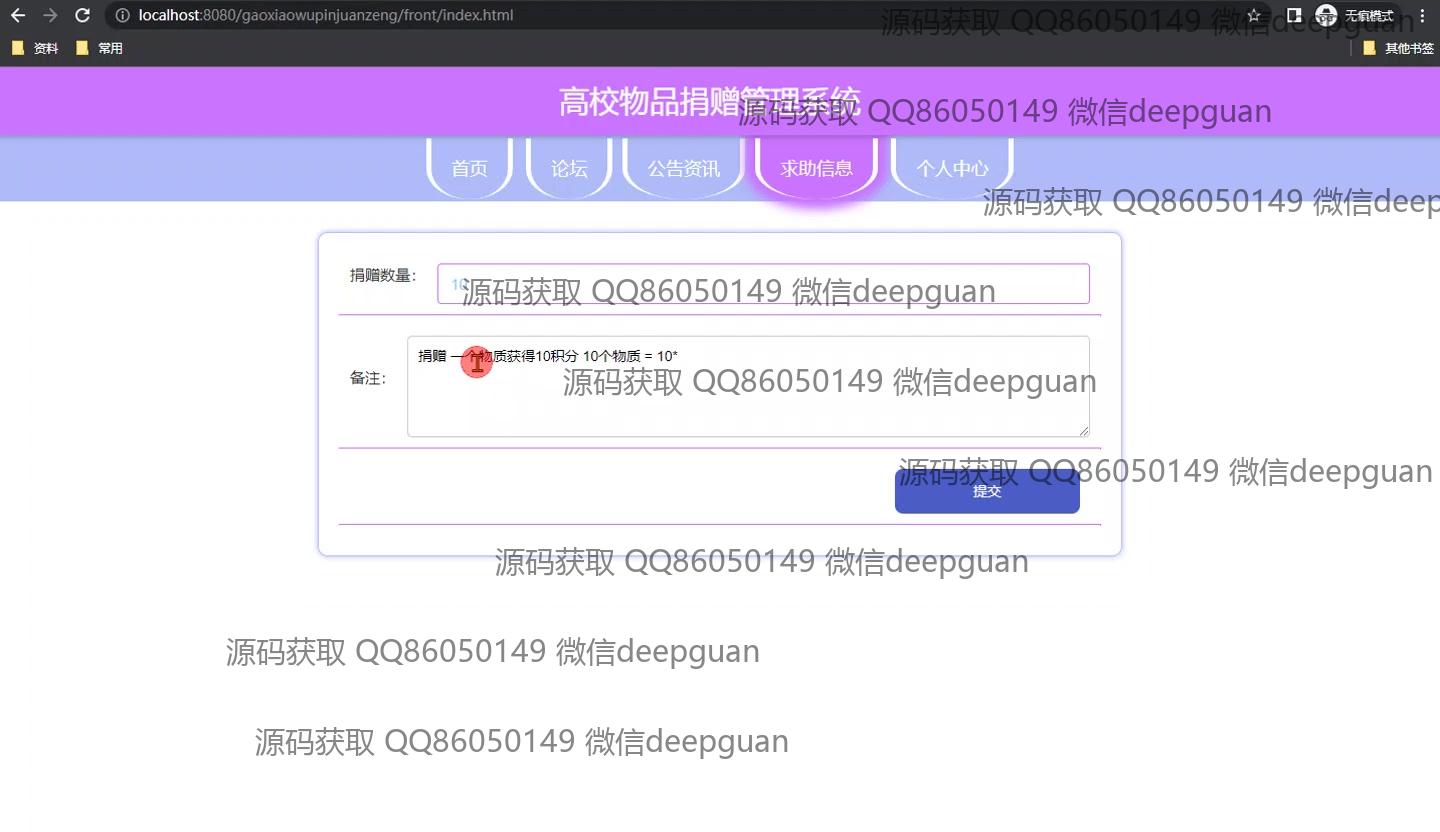 localhost:8080/gaoxiaowupinjuanzeng/front/index.html
无痕模式
源码获取 QQ86050149 微信deepguan
资料
常用
其他书签
高校物品捐赠管理系统
源码获取 QQ86050149 微信deepguan
首页
论坛
公告资讯
求助信息
个人中心
源码获取 QQ86050149 微信deep
捐赠数量：
10
源码获取 QQ86050149 微信deepguan
备注：
捐赠 一个物质获得10积分 10个物质 = 10*
源码获取 QQ86050149 微信deepguan
源码获取 QQ86050149 微信deepguan
提交
源码获取 QQ86050149 微信deepguan
源码获取 QQ86050149 微信deepguan
源码获取 QQ86050149 微信deepguan